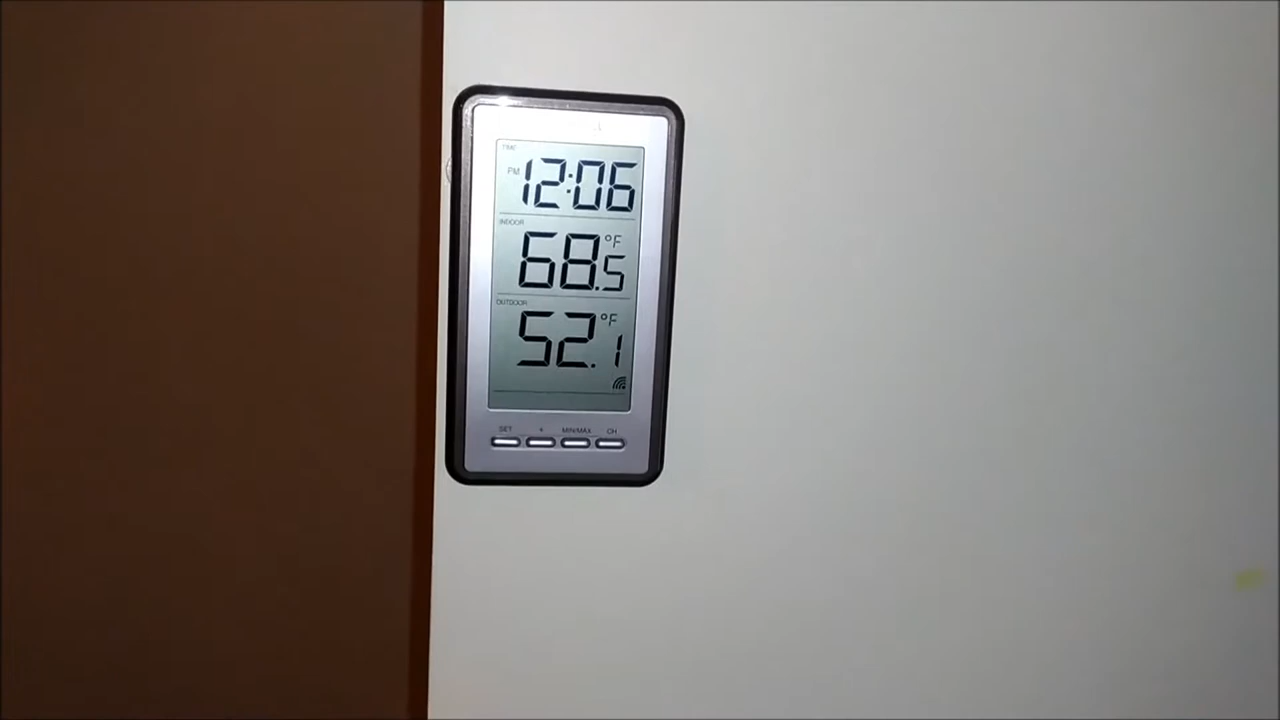 TIME
PM 12:06
INDOOR
68.5 °F
OUTDOOR
52.1 °F
SET + MIN/MAX CH